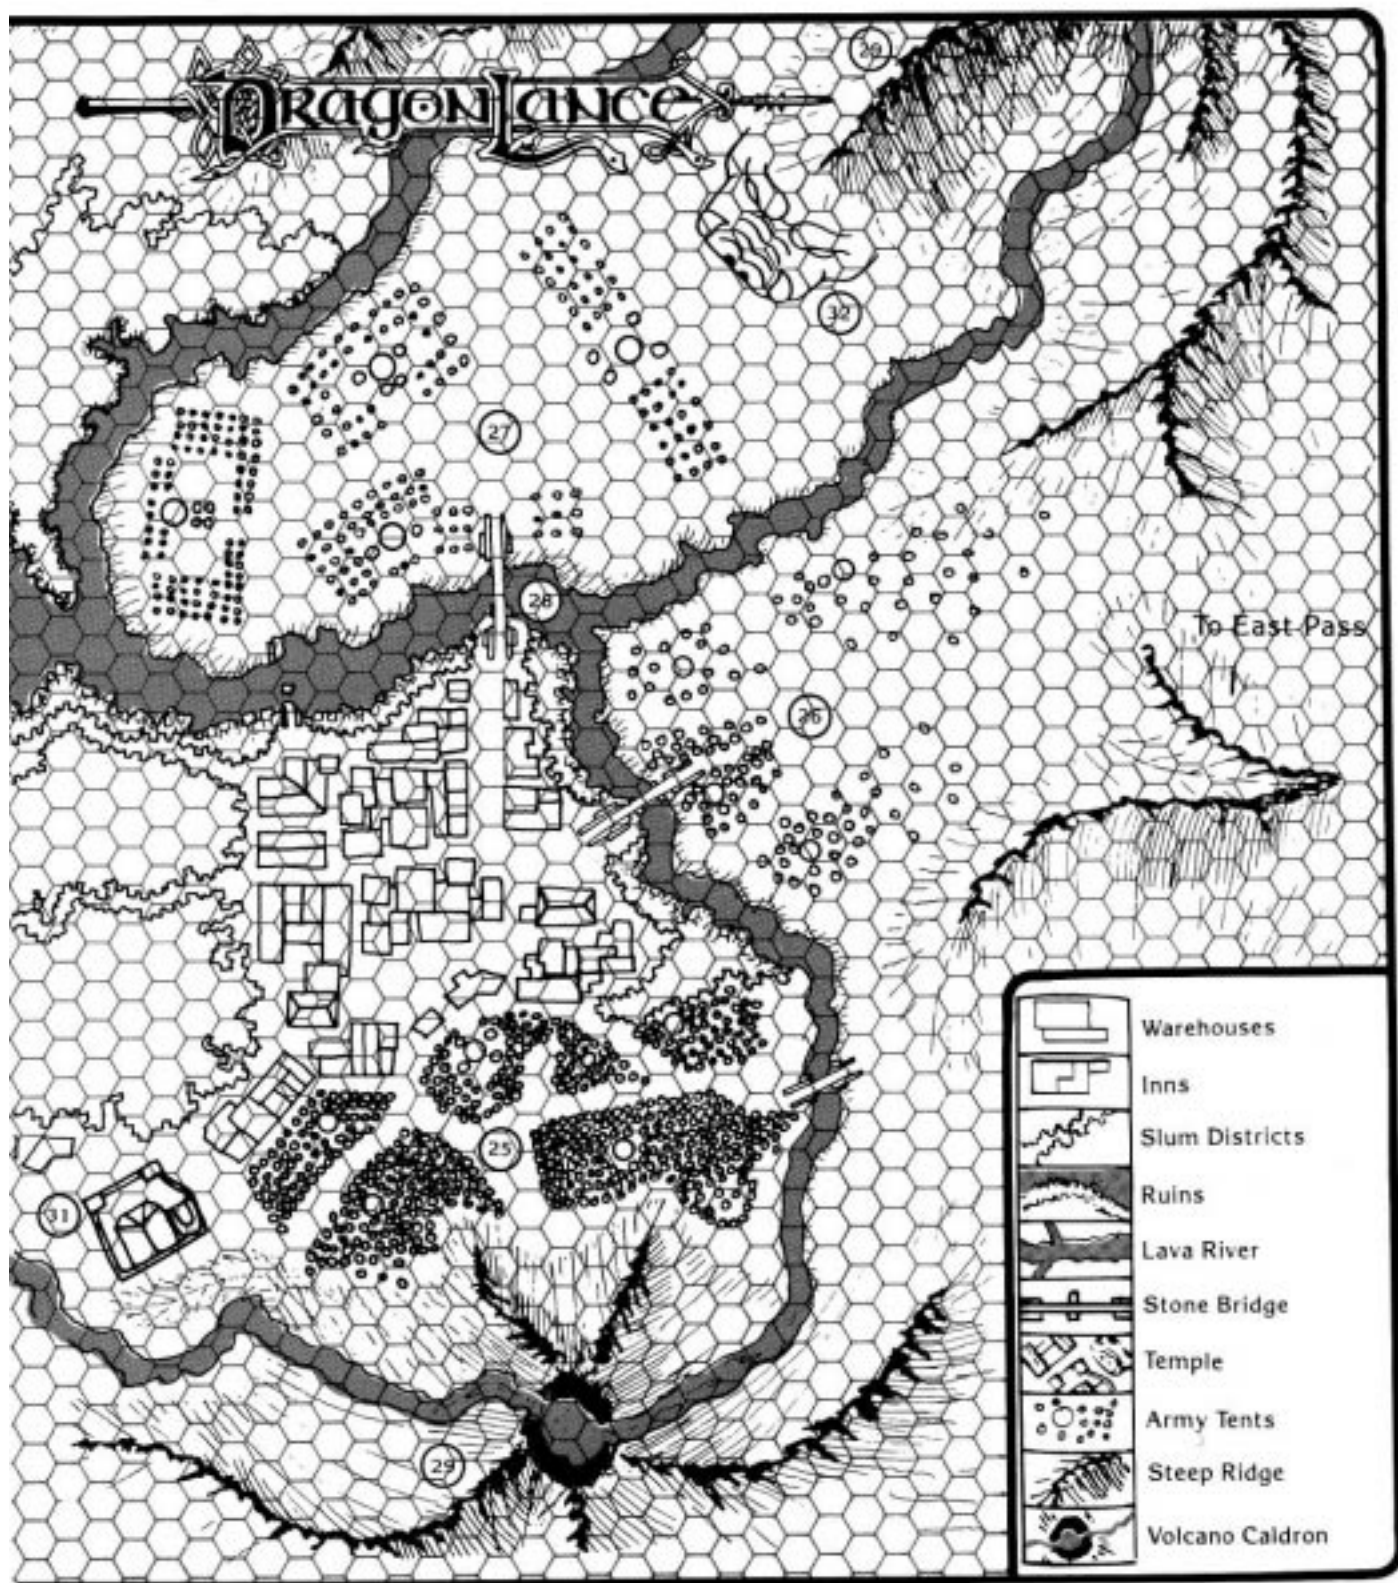 29
DRAGONLANCE
32
27
28
To East Pass
26
25
31
29
Warehouses
Inns
Slum Districts
Ruins
Lava River
Stone Bridge
Temple
Army Tents
Steep Ridge
Volcano Caldron